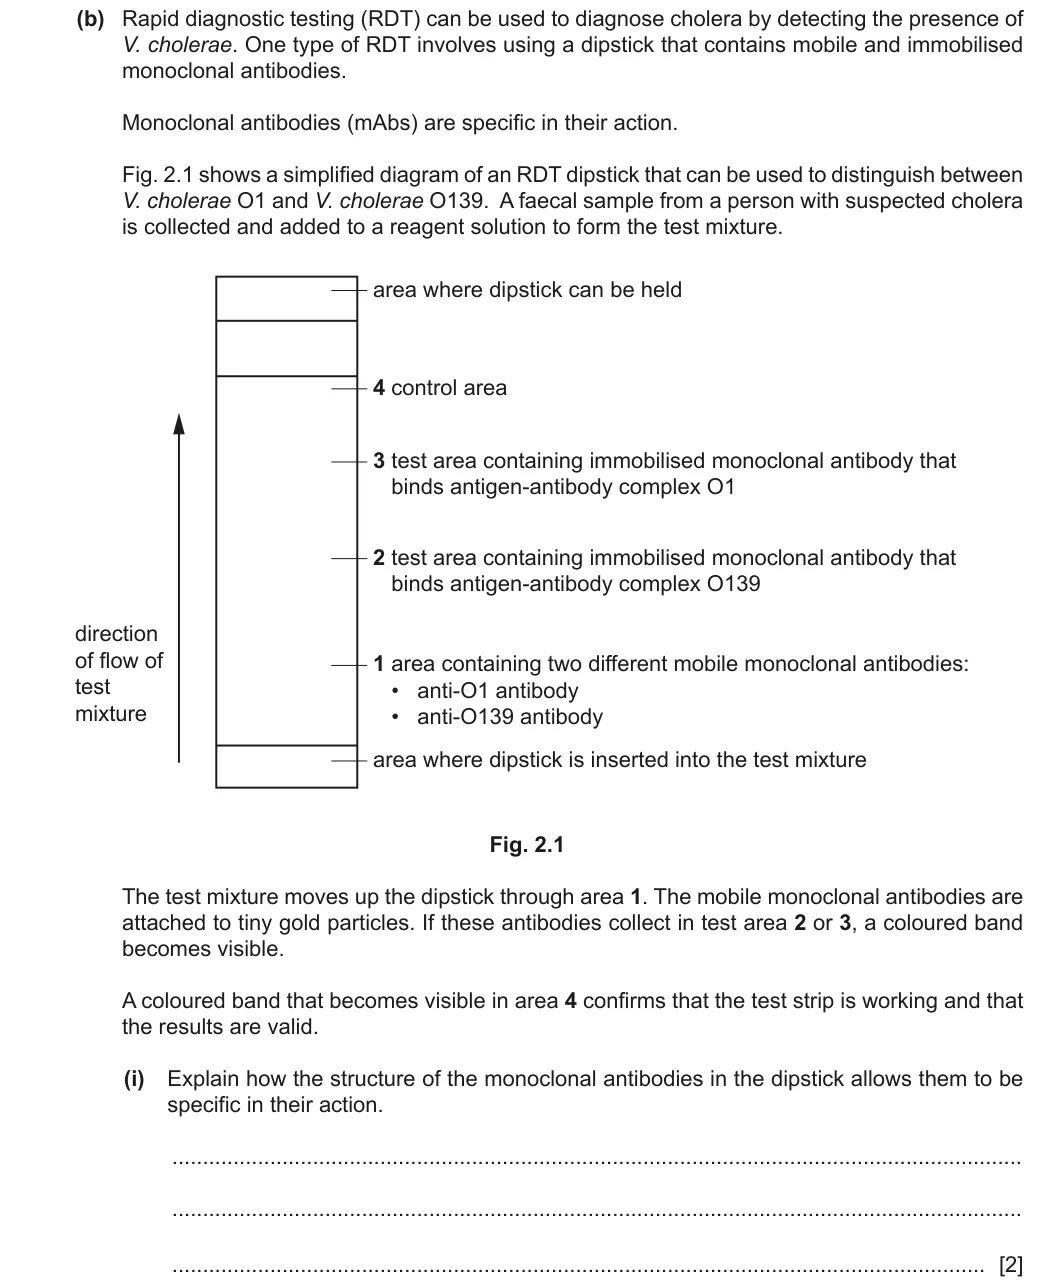 (b) Rapid diagnostic testing (RDT) can be used to diagnose cholera by detecting the presence of
V. cholerae. One type of RDT involves using a dipstick that contains mobile and immobilised
monoclonal antibodies.
Monoclonal antibodies (mAbs) are specific in their action.
Fig. 2.1 shows a simplified diagram of an RDT dipstick that can be used to distinguish between
V. cholerae O1 and V. cholerae O139. A faecal sample from a person with suspected cholera
is collected and added to a reagent solution to form the test mixture.
area where dipstick can be held
4 control area
3 test area containing immobilised monoclonal antibody that
binds antigen-antibody complex O1
2 test area containing immobilised monoclonal antibody that
binds antigen-antibody complex O139
direction
of flow of
test
mixture
1 area containing two different mobile monoclonal antibodies:
• anti-O1 antibody
• anti-O139 antibody
area where dipstick is inserted into the test mixture
Fig. 2.1
The test mixture moves up the dipstick through area 1. The mobile monoclonal antibodies are
attached to tiny gold particles. If these antibodies collect in test area 2 or 3, a coloured band
becomes visible.
A coloured band that becomes visible in area 4 confirms that the test strip is working and that
the results are valid.
(i) Explain how the structure of the monoclonal antibodies in the dipstick allows them to be
specific in their action.
[2]